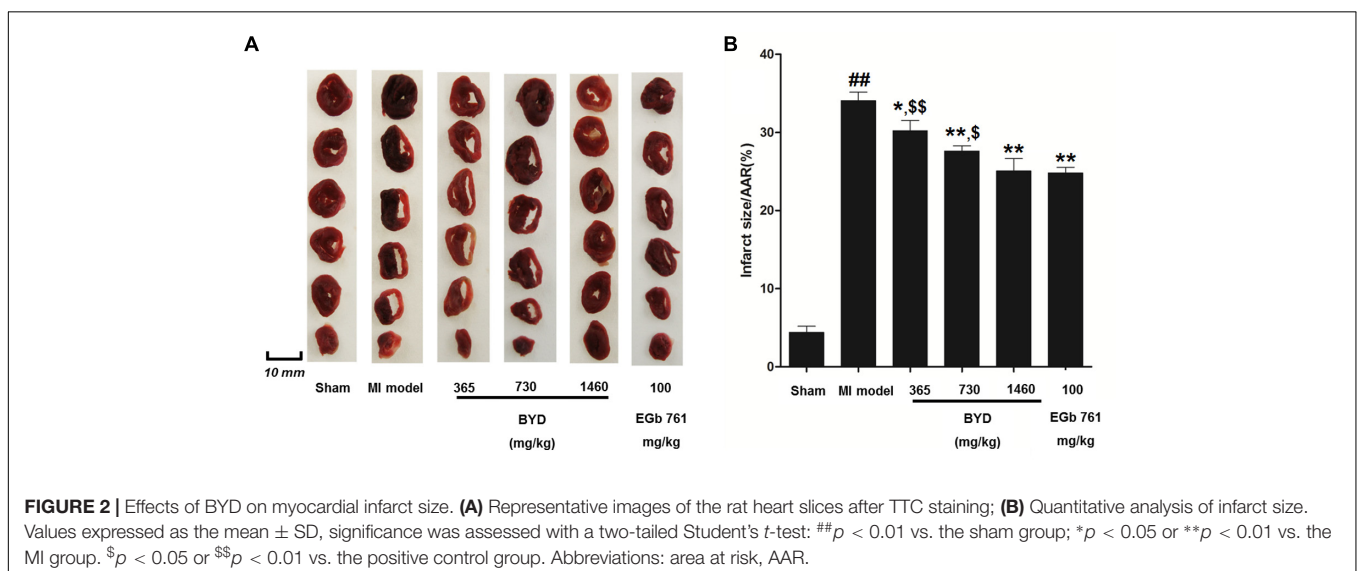 A
B
40
30
20
10
0
Infarct size/AAR(%)
##
*,$$
**,$
**
**
10 mm
Sham MI model 365 730 1460 100
BYD EGb 761
(mg/kg) mg/kg
Sham MI model 365 730 1460 100
BYD EGb 761
(mg/kg) mg/kg
FIGURE 2 | Effects of BYD on myocardial infarct size. (A) Representative images of the rat heart slices after TTC staining; (B) Quantitative analysis of infarct size.
Values expressed as the mean ± SD, significance was assessed with a two-tailed Student's t-test: ##p < 0.01 vs. the sham group; *p < 0.05 or **p < 0.01 vs. the
MI group. $p < 0.05 or $$p < 0.01 vs. the positive control group. Abbreviations: area at risk, AAR.